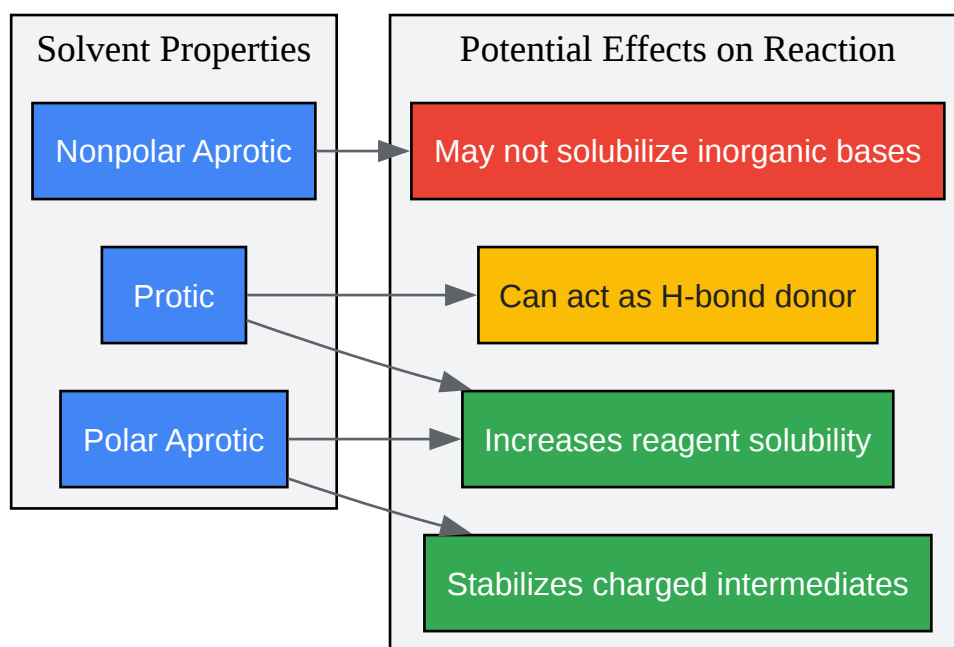 Solvent Properties
Potential Effects on Reaction
Nonpolar Aprotic
May not solubilize inorganic bases
Protic
Can act as H-bond donor
Polar Aprotic
Increases reagent solubility
Stabilizes charged intermediates